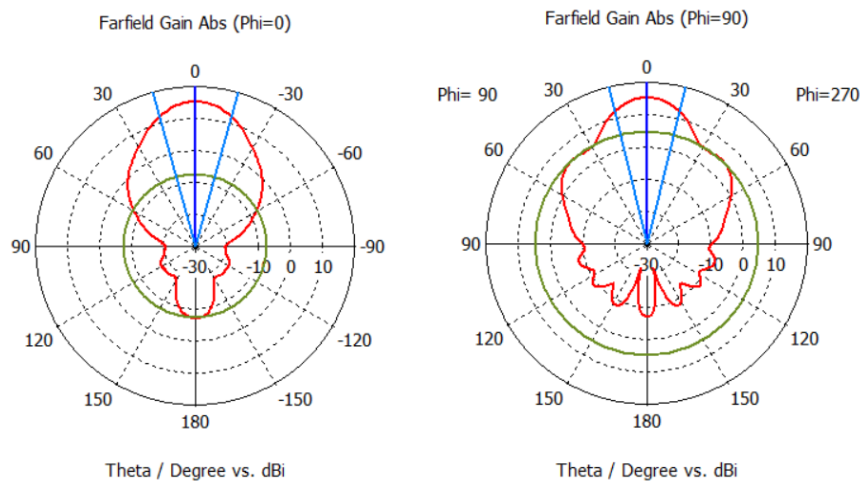 Farfield Gain Abs (Phi=0)
0
30 -30
60 -60
90 -30 -10 0 10 -90
120 -120
150 -150
180
Theta / Degree vs. dBi
Farfield Gain Abs (Phi=90)
0
Phi= 90 30 30 Phi=270
60 60
90 -30 -10 0 10 90
120 120
150 150
180
Theta / Degree vs. dBi